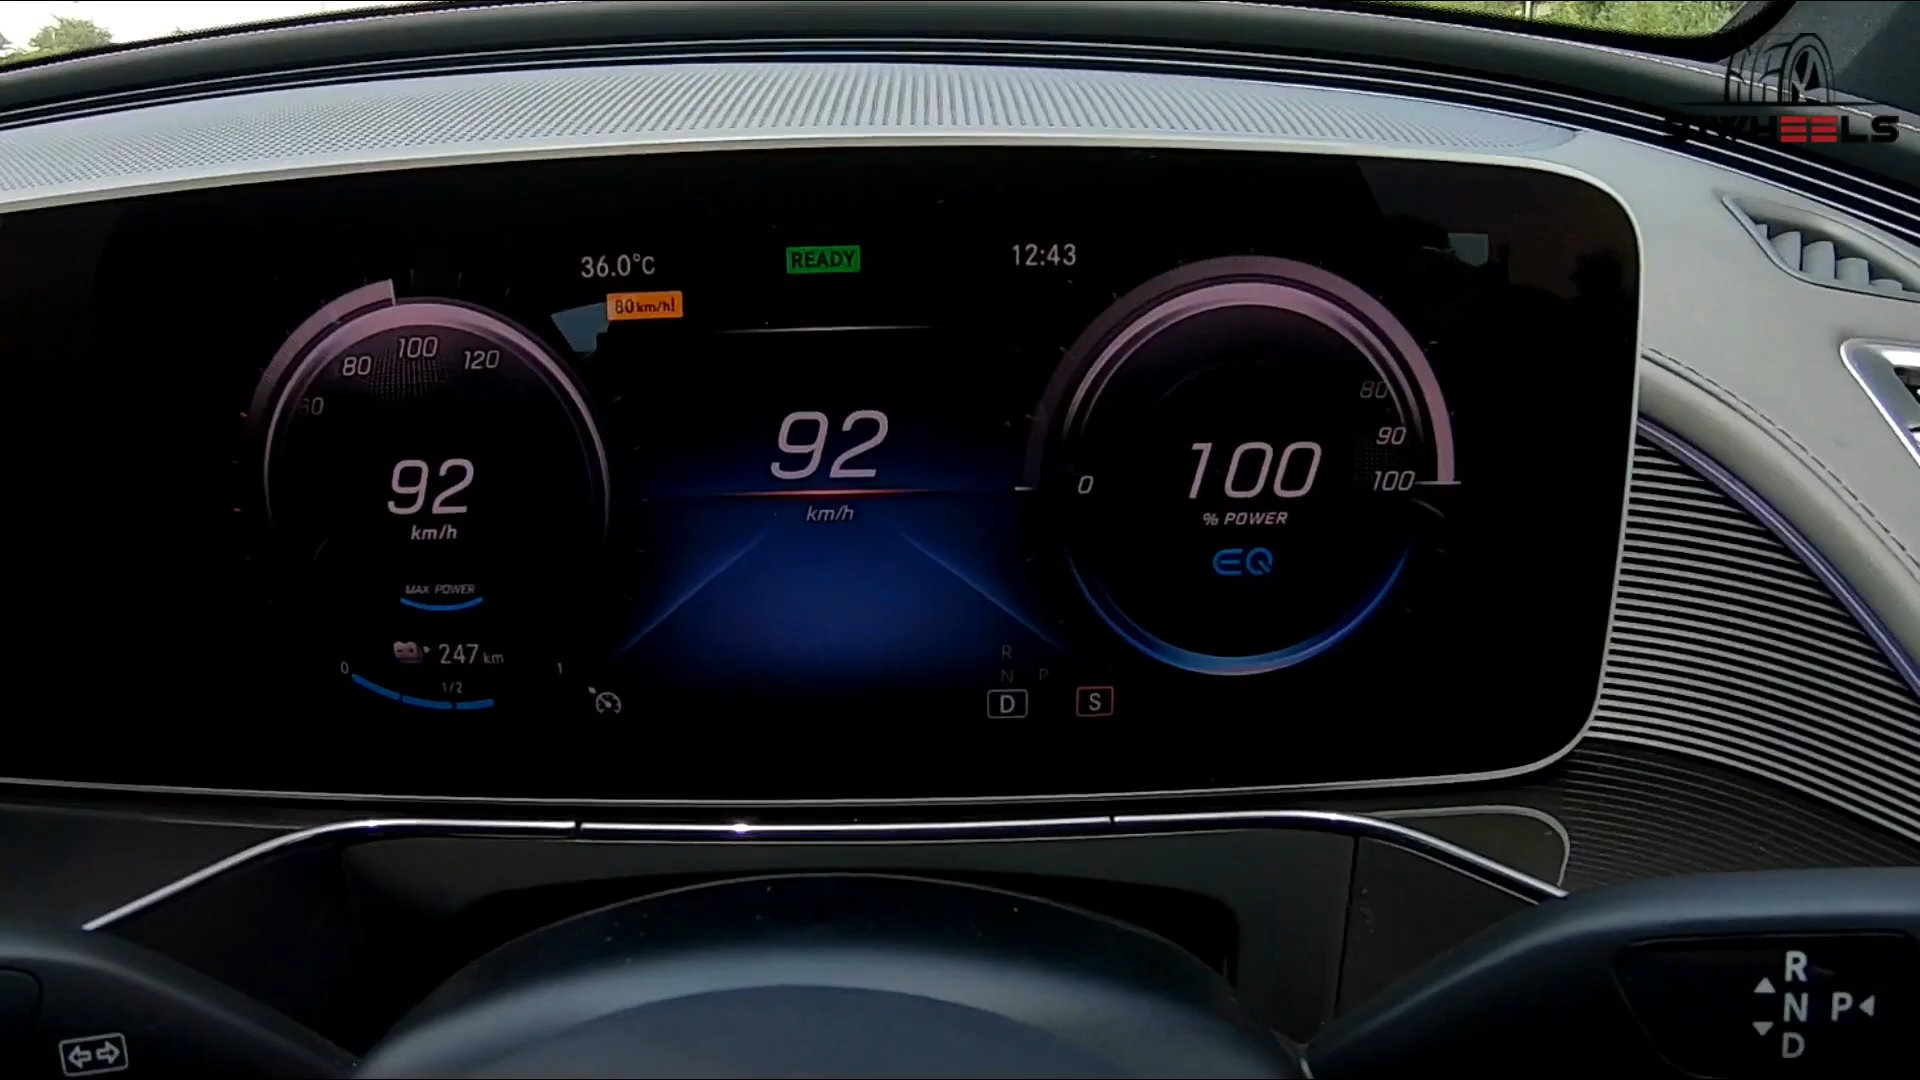 36.0°C
READY
12:43
80km/h!
80
100
120
60
92
km/h
92
km/h
80
90
100
0
100
% POWER
EQ
MAX POWER
247 km
0
1/2
1
R
N
P
D
S
R
N
P
D